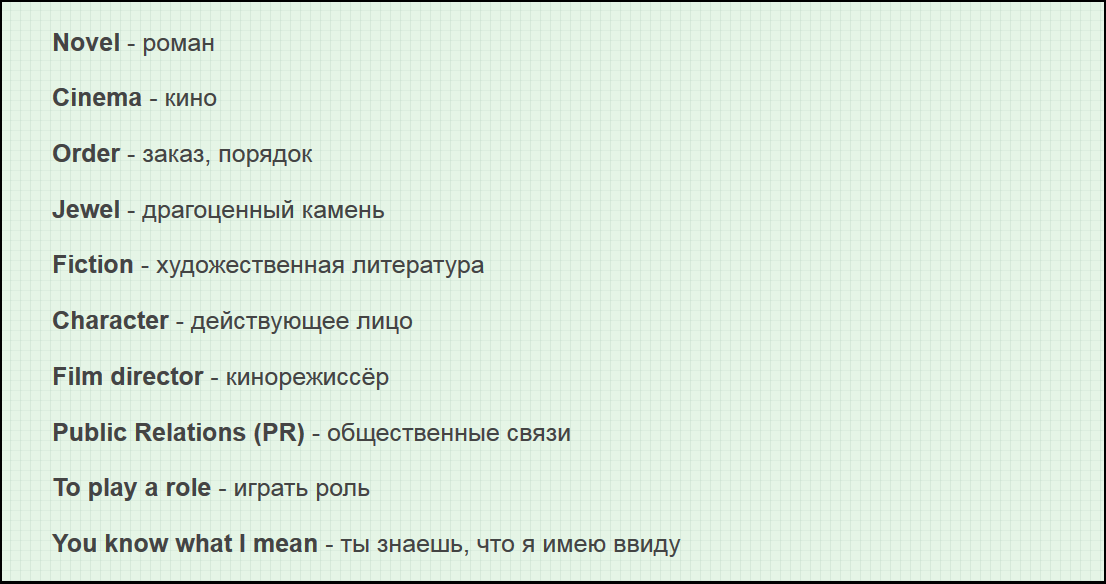 Novel - роман
Cinema - кино
Order - заказ, порядок
Jewel - драгоценный камень
Fiction - художественная литература
Character - действующее лицо
Film director - кинорежиссёр
Public Relations (PR) - общественные связи
To play a role - играть роль
You know what I mean - ты знаешь, что я имею ввиду